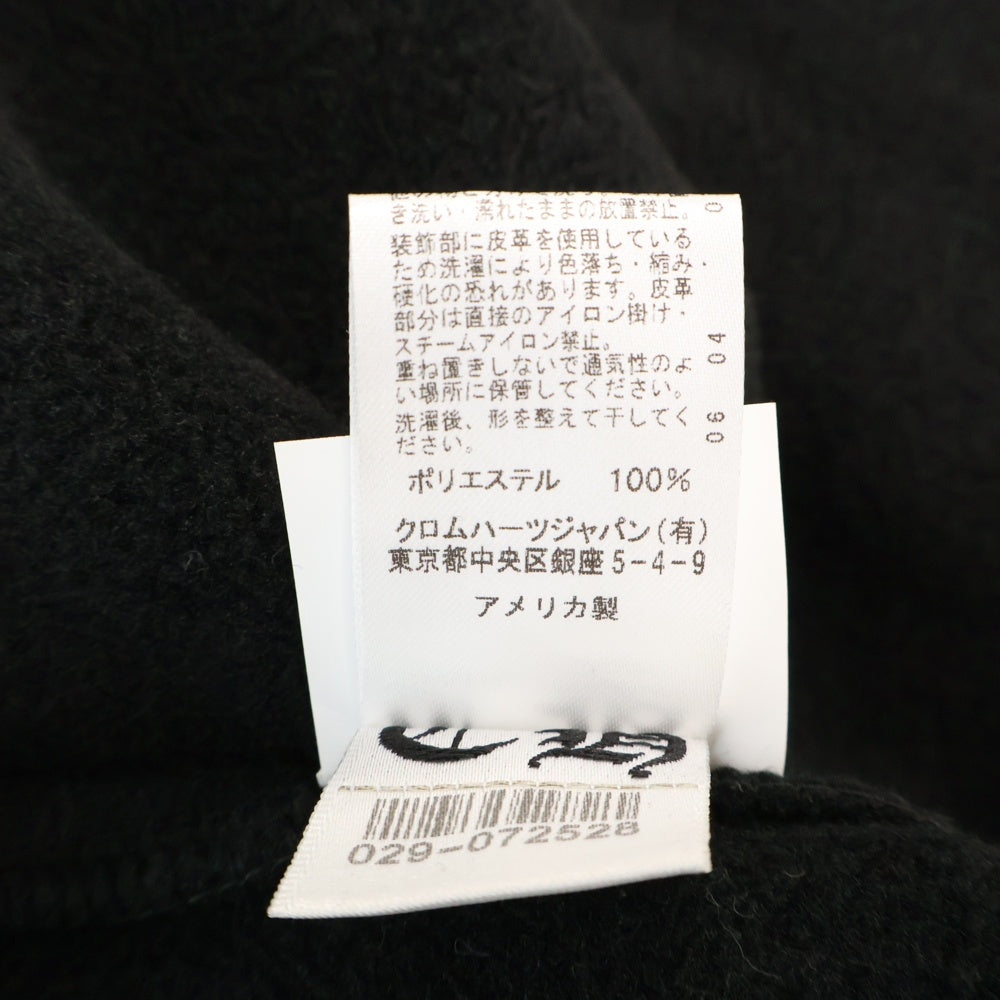 き洗い・濡れたままの放置禁止。
装飾部に皮革を使用している
ため洗濯により色落ち・縮み・
硬化の恐れがあります。皮革
部分は直接のアイロン掛け・
スチームアイロン禁止。
重ね置きしないで通気性のよ
い場所に保管してください。
洗濯後、形を整えて干してく
ださい。
ポリエステル 100%
クロムハーツジャパン(有)
東京都中央区銀座5-4-9
アメリカ製
06 04 0
CH
029-072528